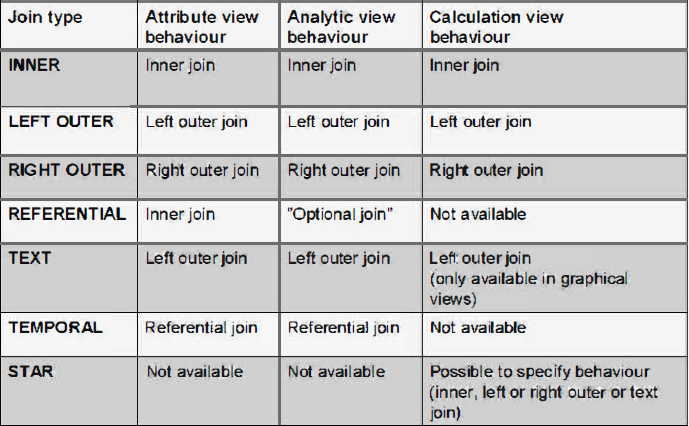 Join type Attribute view behaviour Analytic view behaviour Calculation view behaviour
INNER Inner join Inner join Inner join
LEFT OUTER Left outer join Left outer join Left outer join
RIGHT OUTER Right outer join Right outer join Right outer join
REFERENTIAL Inner join "Optional join" Not available
TEXT Left outer join Left outer join Left outer join
(only available in graphical
views)
TEMPORAL Referential join Referential join Not available
STAR Not available Not available Possible to specify behaviour
(inner, left or right outer or text
join)